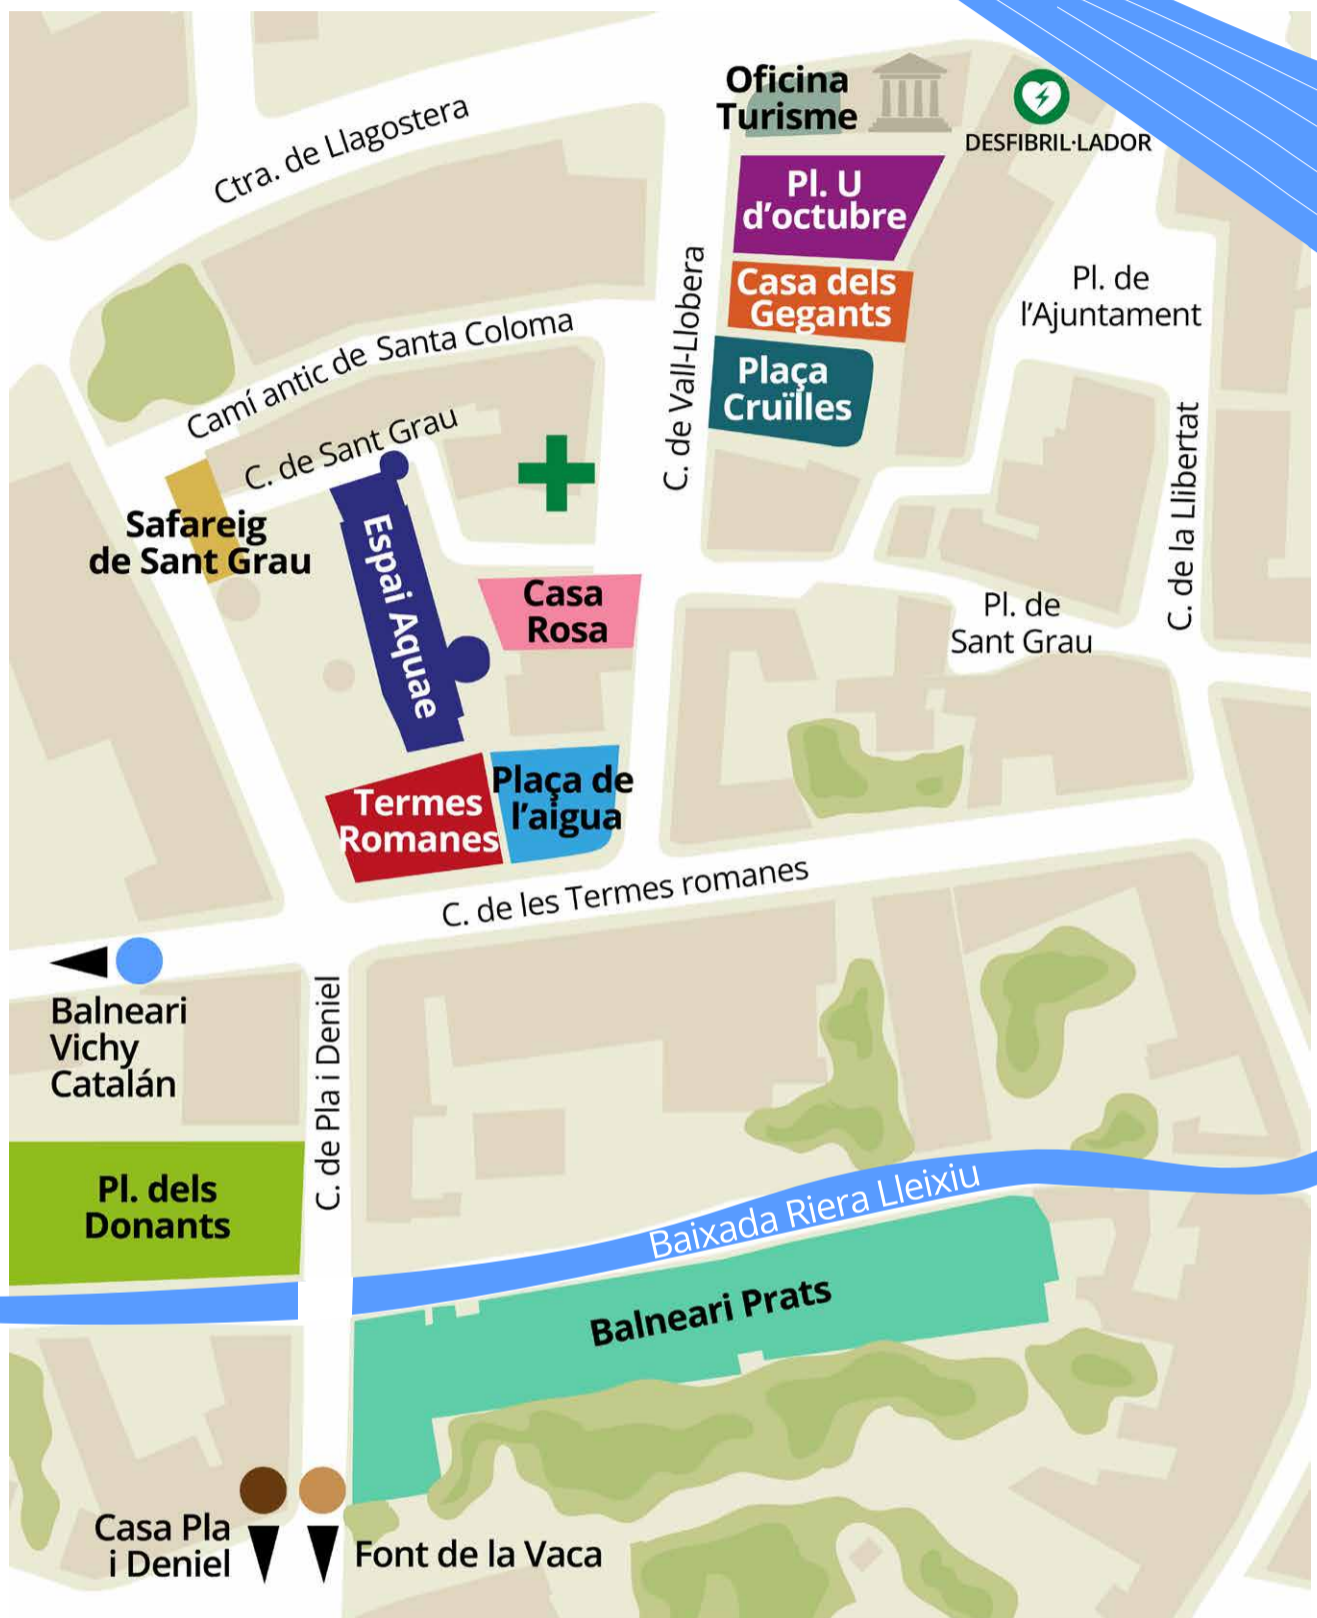 Oficina
Turisme
DESFIBRIL·LADOR
Ctra. de Llagostera
Pl. U
d'octubre
Casa dels
Gegants
Pl. de
l'Ajuntament
C. de Vall-Llobera
Plaça
Cruïlles
Camí antic de Santa Coloma
C. de Sant Grau
C. de la Llibertat
Safareig
de Sant Grau
Espai Aquae
Casa
Rosa
Pl. de
Sant Grau
Termes
Romanes
Plaça de
l'aigua
C. de les Termes romanes
Balneari
Vichy
Catalán
C. de Pla i Deniel
Pl. dels
Donants
Baixada Riera Lleixiu
Balneari Prats
Casa Pla
i Deniel
Font de la Vaca